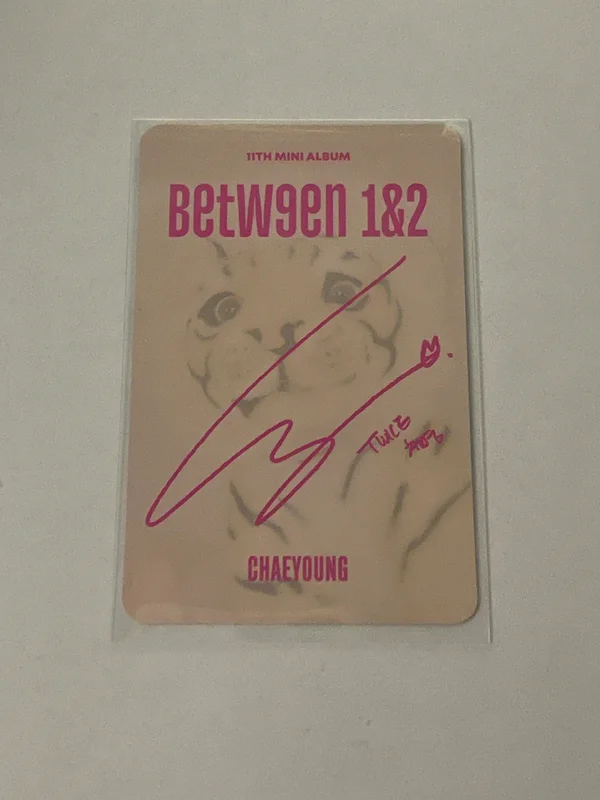 11TH MINI ALBUM
BetW9en 1&2
TWICE
CHAEYOUNG